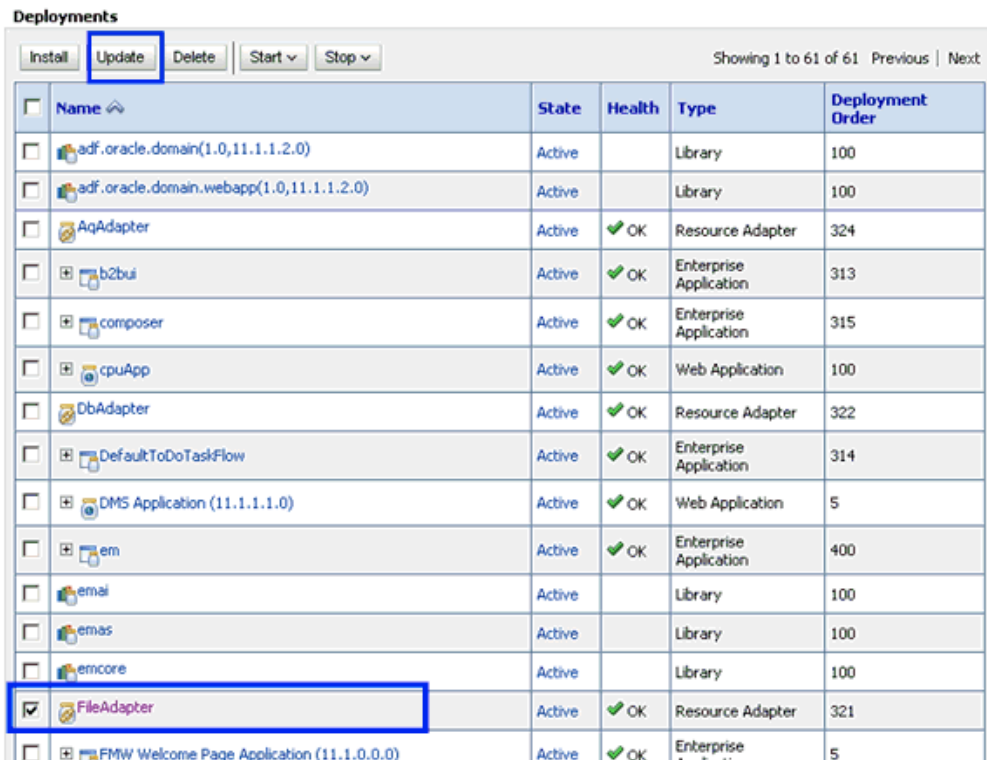 Deployments
Install Update Delete Start Stop Showing 1 to 61 of 61 Previous | Next
Name State Health Type Deployment Order
adf.oracle.domain(1.0,11.1.1.2.0) Active Library 100
adf.oracle.domain.webapp(1.0,11.1.1.2.0) Active Library 100
AqAdapter Active OK Resource Adapter 324
b2bui Active OK Enterprise Application 313
composer Active OK Enterprise Application 315
cpuApp Active OK Web Application 100
DbAdapter Active OK Resource Adapter 322
DefaultToDoTaskFlow Active OK Enterprise Application 314
DMS Application (11.1.1.1.0) Active OK Web Application 5
em Active OK Enterprise Application 400
emai Active Library 100
emas Active Library 100
emcore Active Library 100
FileAdapter Active OK Resource Adapter 321
FMW Welcome Page Application (11.1.0.0.0) Active OK Enterprise 5